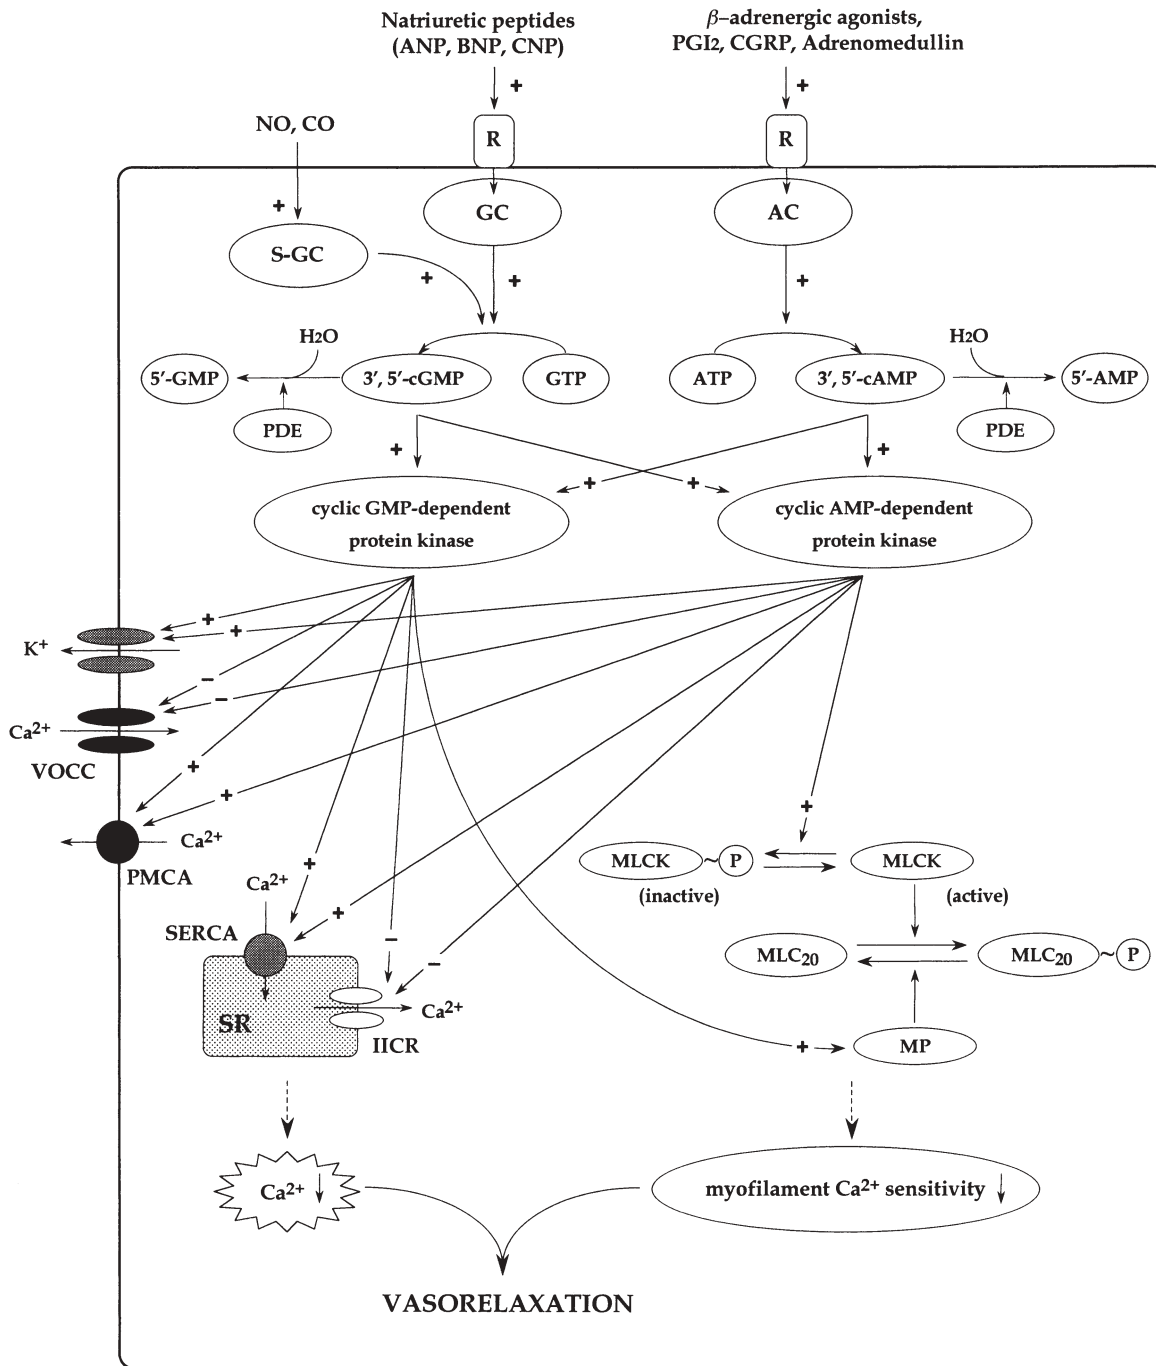 Natriuretic peptides
(ANP, BNP, CNP)
β–adrenergic agonists,
PGI2, CGRP, Adrenomedullin
+
+
NO, CO
R
R
+
GC
AC
S-GC
+
+
+
H2O
H2O
5′-GMP
3′, 5′-cGMP
GTP
ATP
3′, 5′-cAMP
5′-AMP
PDE
PDE
+
+
+
+
cyclic GMP-dependent
protein kinase
cyclic AMP-dependent
protein kinase
+
+
K+
–
–
Ca2+
VOCC
+
+
+
Ca2+
PMCA
MLCK ~ P
MLCK
(inactive)
(active)
+
Ca2+
+
SERCA
–
–
MLC20
MLC20 ~ P
SR
Ca2+
IICR
+
MP
Ca2+ ↓
myofilament Ca2+ sensitivity ↓
VASORELAXATION